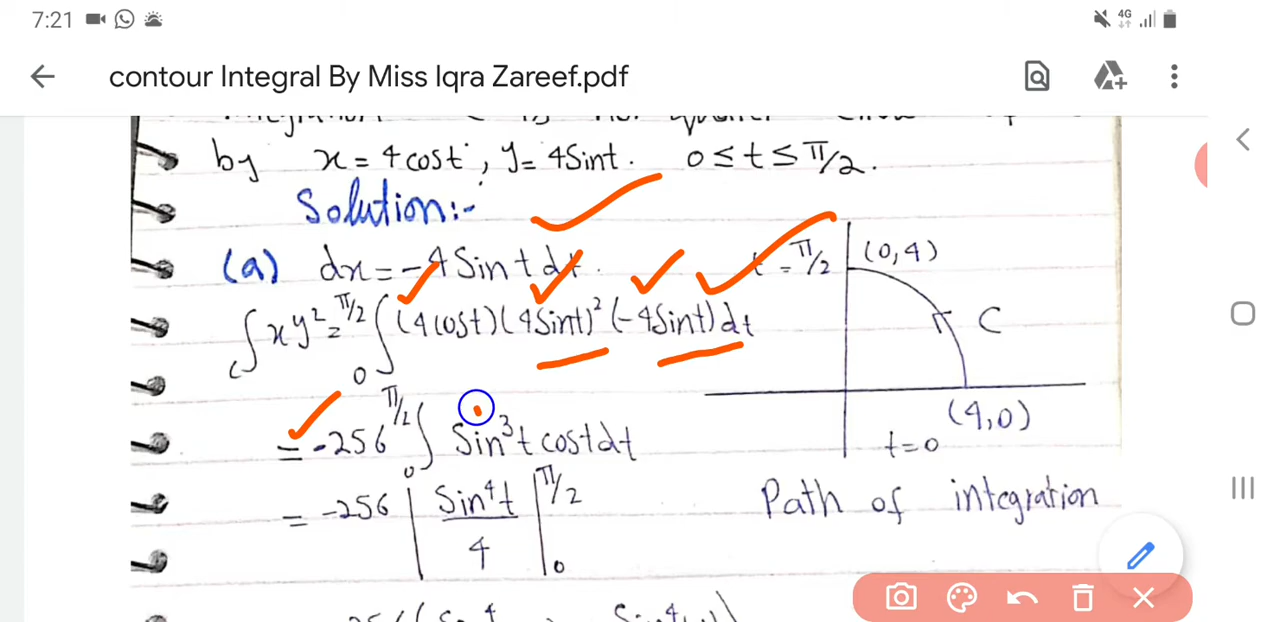 7:21 4G
contour Integral By Miss Iqra Zareef.pdf
by x = 4cost, y = 4Sint. 0 ≤ t ≤ π/2.
Solution:-
(a) dx = -4 Sin t dt. t = π/2 (0,4)
∫c xy² = ∫₀^π/2 (4cost)(4Sint)² (-4Sint) dt C
= -256 ∫₀^π/2 Sin³t cost dt (4,0)
t=0
= -256 | Sin⁴t / 4 |₀^π/2 Path of integration